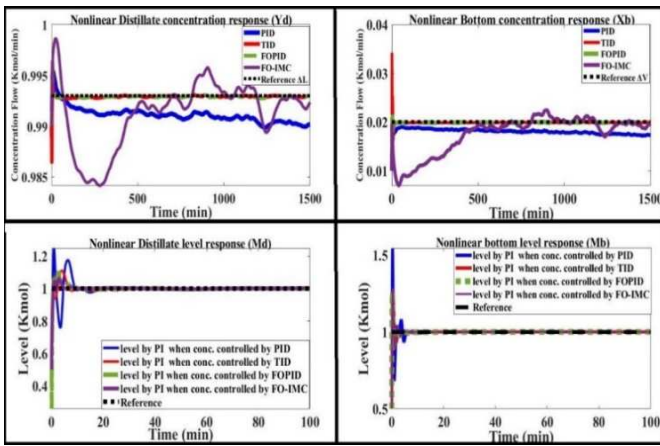 Nonlinear Distillate concentration response (Yd)
Concentration Flow (Kmol/min)
1
0.995
0.99
0.985
PID
TID
FOPID
FO-IMC
Reference ΔL
0 500 1000 1500
Time (min)
Nonlinear Bottom concentration response (Xb)
Concentration Flow (Kmol/min)
0.04
0.03
0.02
0.01
PID
TID
FOPID
FO-IMC
Reference ΔV
0 500 1000 1500
Time (min)
Nonlinear Distillate level response (Md)
Level (Kmol)
1.2
1
0.8
0.6
0.4
level by PI when conc. controlled by PID
level by PI when conc. controlled by TID
level by PI when conc. controlled by FOPID
level by PI when conc. controlled by FO-IMC
Reference
0 20 40 60 80 100
Time (min)
Nonlinear bottom level response (Mb)
Level (Kmol)
1.5
1
0.5
level by PI when conc. controlled by PID
level by PI when conc. controlled by TID
level by PI when conc. controlled by FOPID
level by PI when conc. controlled by FO-IMC
Reference
0 20 40 60 80 100
Time (min)